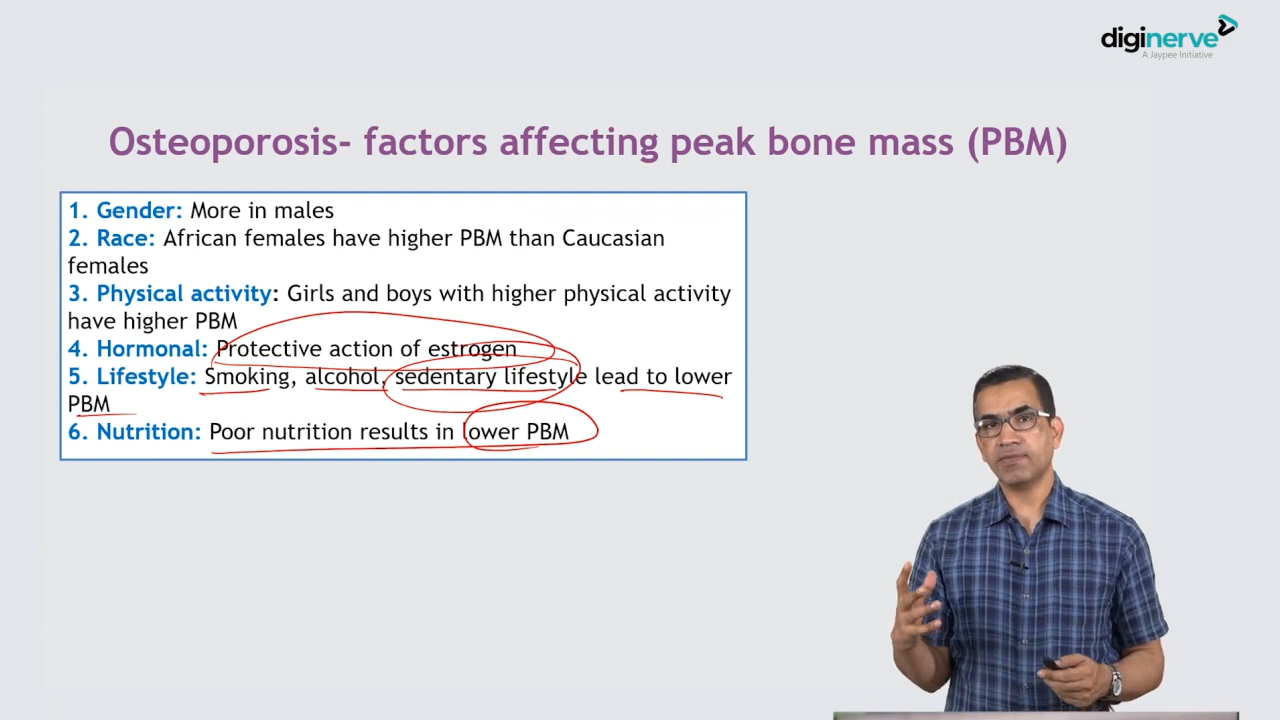 diginerve
A Jaypee Initiative
Osteoporosis- factors affecting peak bone mass (PBM)
1. Gender: More in males
2. Race: African females have higher PBM than Caucasian
females
3. Physical activity: Girls and boys with higher physical activity
have higher PBM
4. Hormonal: Protective action of estrogen
5. Lifestyle: Smoking, alcohol, sedentary lifestyle lead to lower
PBM
6. Nutrition: Poor nutrition results in lower PBM